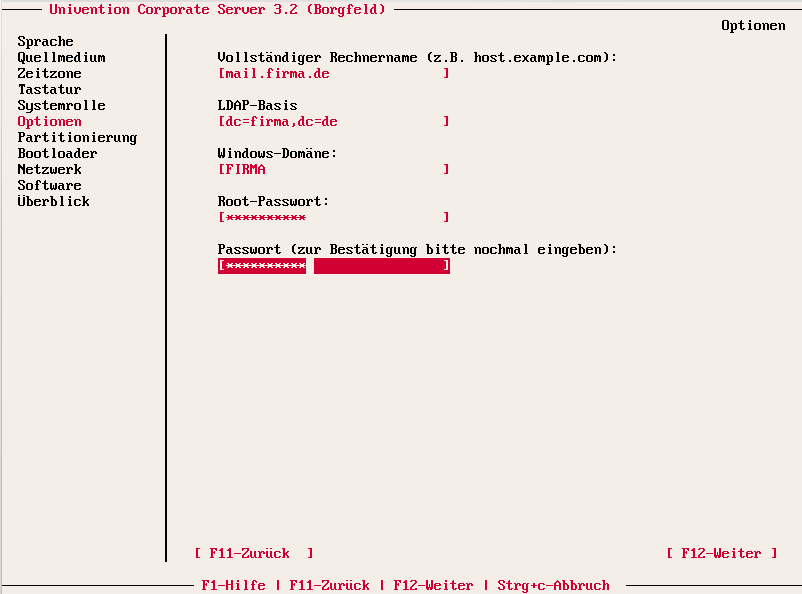 Univention Corporate Server 3.2 (Borgfeld)
Optionen
Sprache
Quellmedium
Zeitzone
Tastatur
Systemrolle
Optionen
Partitionierung
Bootloader
Netzwerk
Software
Überblick
Vollständiger Rechnername (z.B. host.example.com):
[mail.firma.de ]
LDAP-Basis
[dc=firma,dc=de ]
Windows-Domäne:
[FIRMA ]
Root-Passwort:
[********** ]
Passwort (zur Bestätigung bitte nochmal eingeben):
[********** ]
[ F11-Zurück ]
[ F12-Weiter ]
F1-Hilfe | F11-Zurück | F12-Weiter | Strg+c-Abbruch